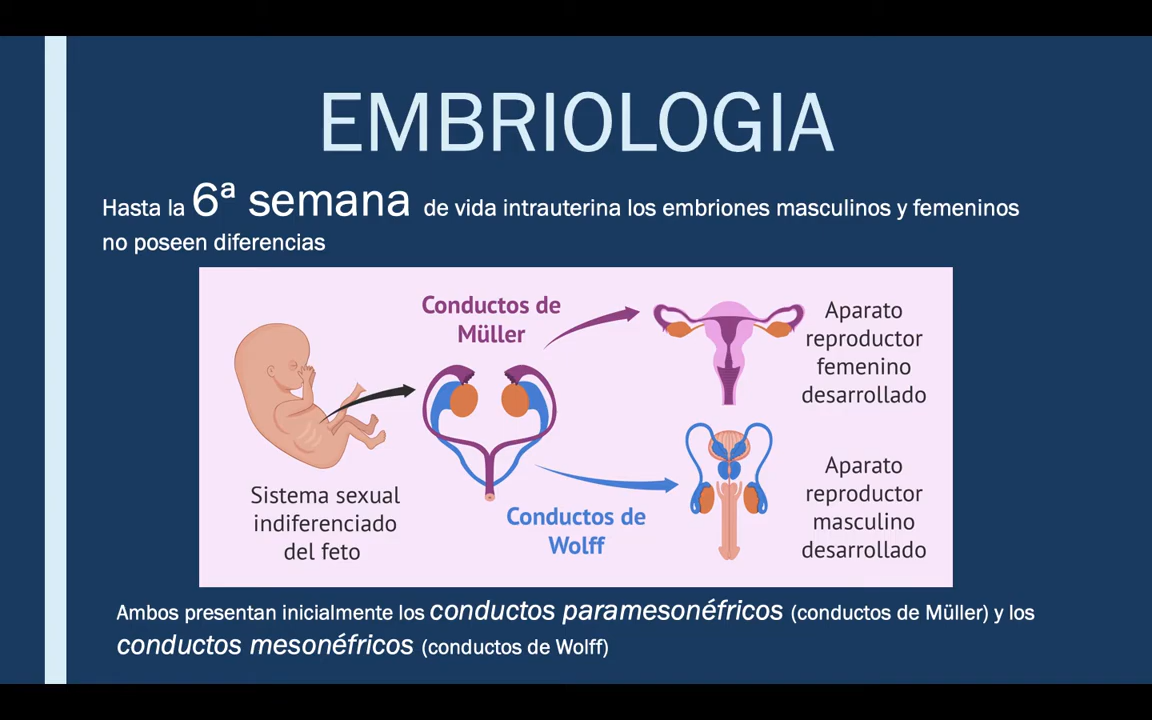 EMBRIOLOGIA
Hasta la 6ª semana de vida intrauterina los embriones masculinos y femeninos
no poseen diferencias
Conductos de
Müller
Aparato
reproductor
femenino
desarrollado
Sistema sexual
indiferenciado
del feto
Conductos de
Wolff
Aparato
reproductor
masculino
desarrollado
Ambos presentan inicialmente los conductos paramesonéfricos (conductos de Müller) y los
conductos mesonéfricos (conductos de Wolff)